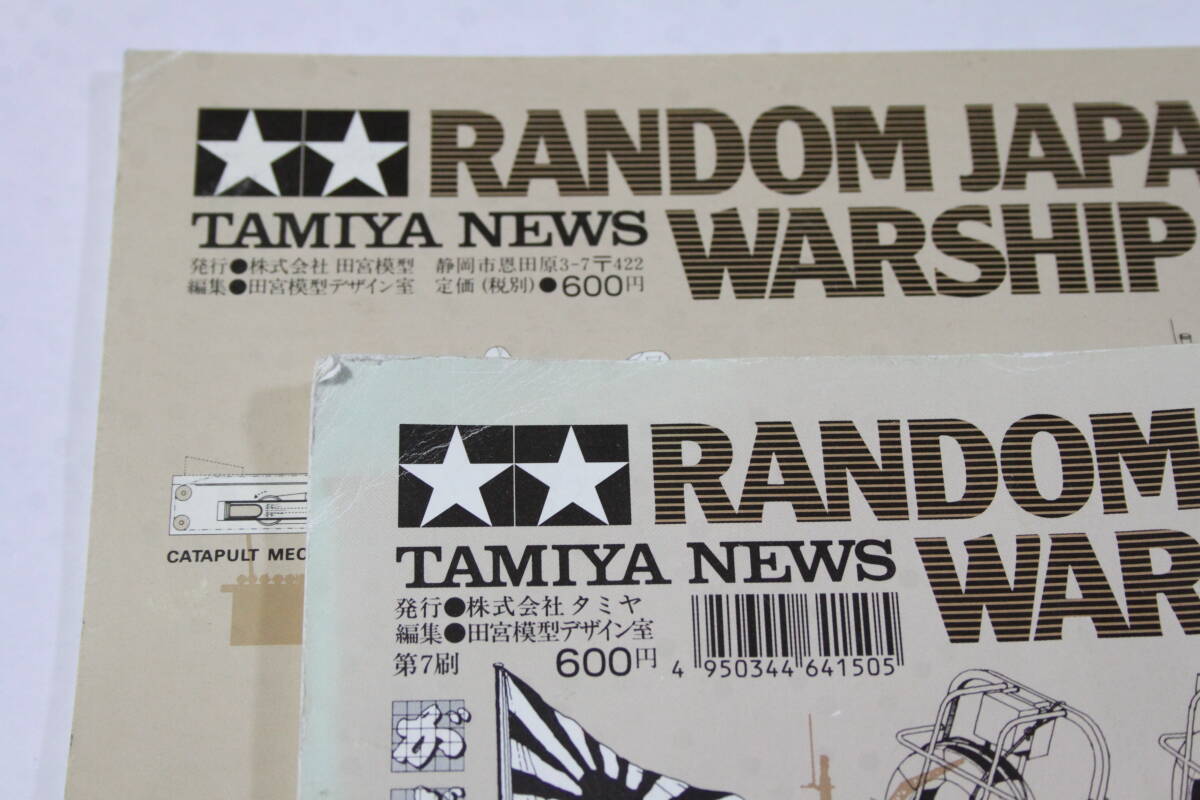 RANDOM JAPA
TAMIYA NEWS
WARSHIP
発行●株式会社 田宮模型 静岡市恩田原3-7〒422
編集●田宮模型デザイン室 定価(税別)●600円
CATAPULT MEC
RANDOM
TAMIYA NEWS
WAR
発行●株式会社 タミヤ
編集●田宮模型デザイン室
第7刷 600円
4 950344 641505
が